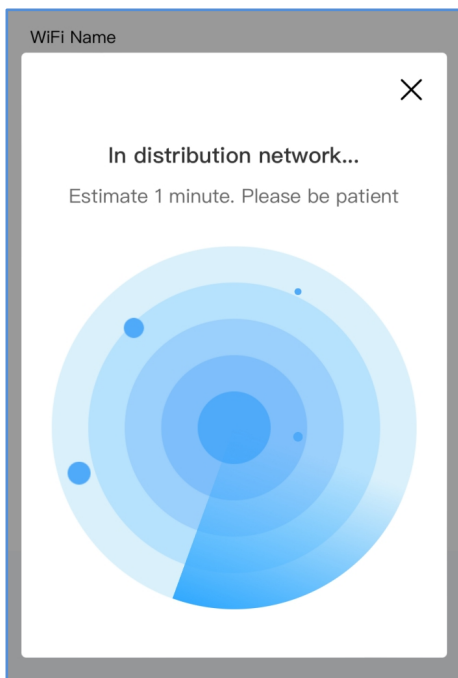 WiFi Name
In distribution network...
Estimate 1 minute. Please be patient